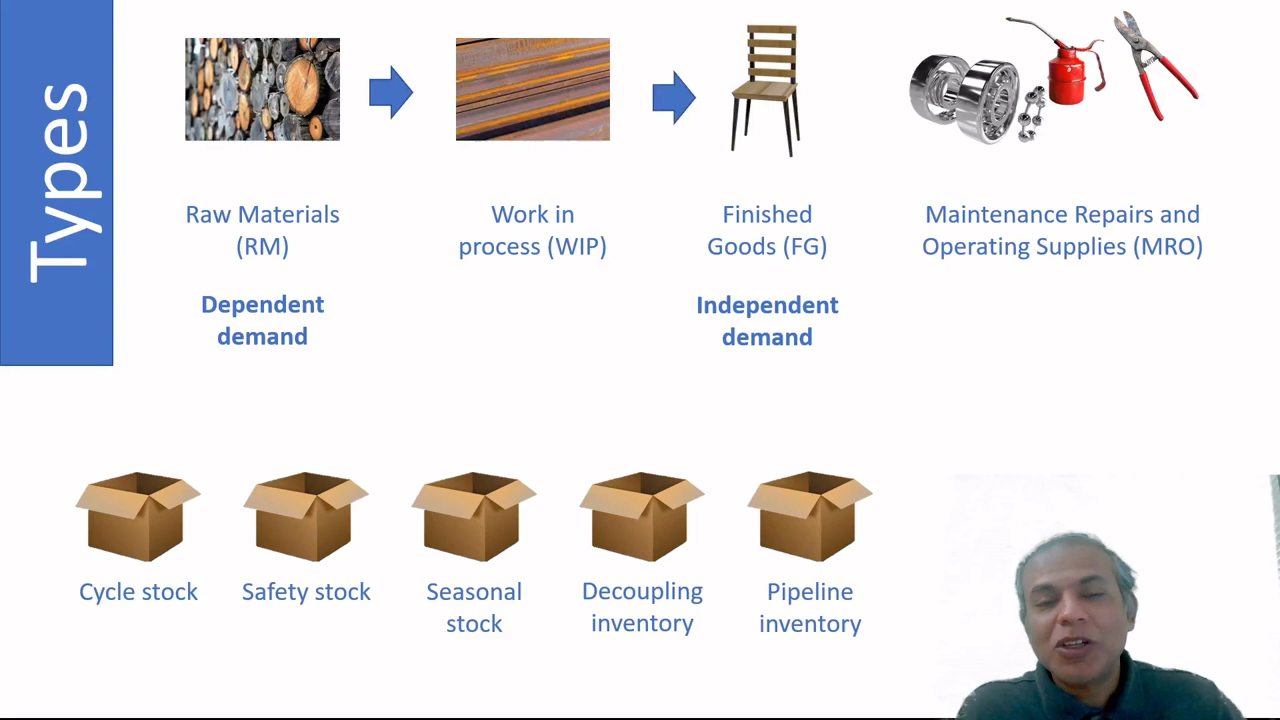 Types
Raw Materials
(RM)
Work in
process (WIP)
Finished
Goods (FG)
Maintenance Repairs and
Operating Supplies (MRO)
Dependent
demand
Independent
demand
Cycle stock
Safety stock
Seasonal
stock
Decoupling
inventory
Pipeline
inventory